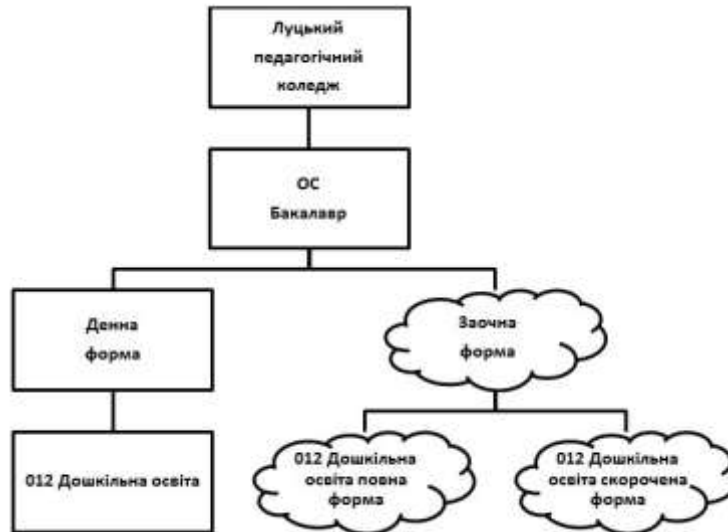 Луцький
педагогічний
коледж
ОС
Бакалавр
Денна
форма
Заочна
форма
012 Дошкільна освіта
012 Дошкільна
освіта повна
форма
012 Дошкільна
освіта скорочена
форма